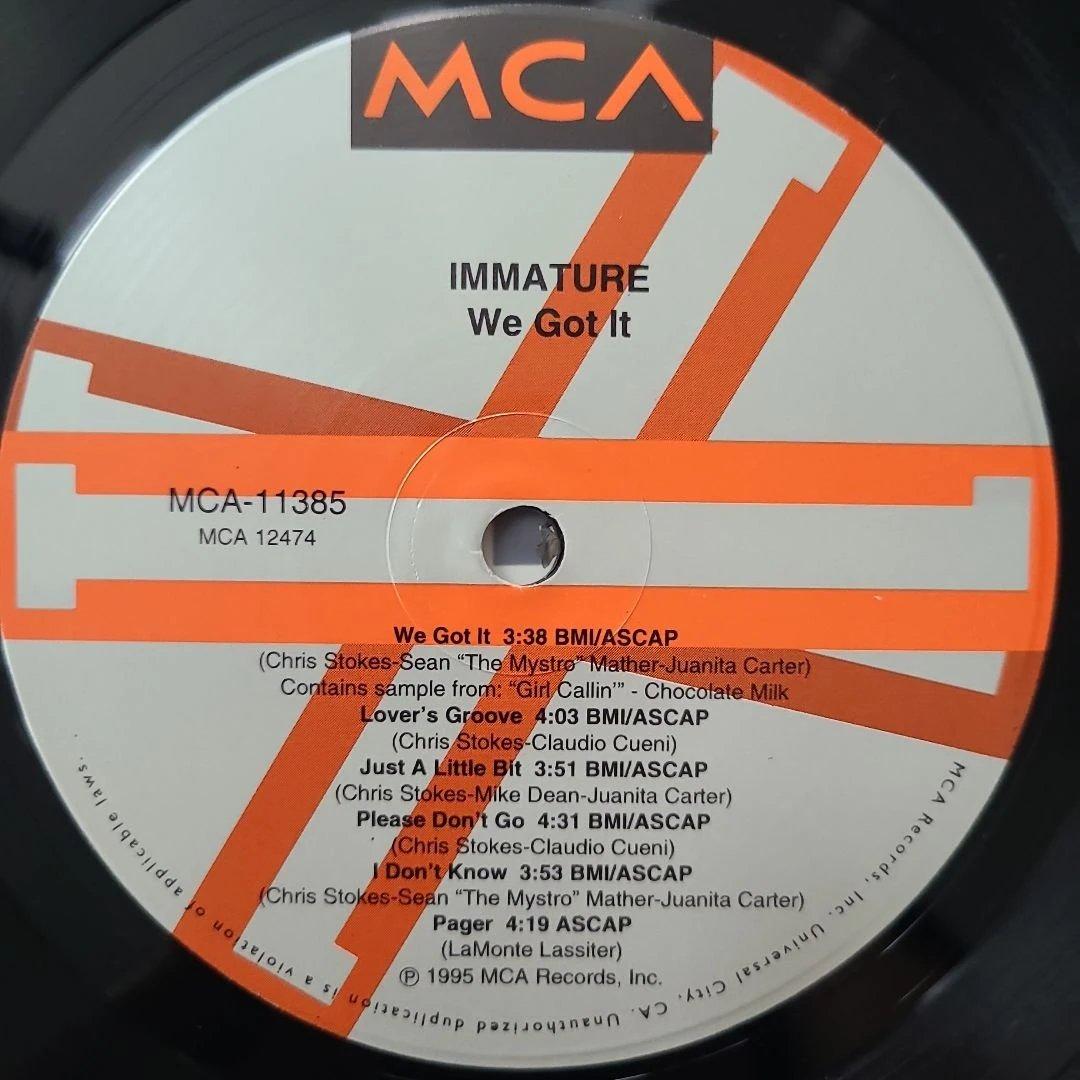 MCA
IMMATURE
We Got It
MCA-11385
MCA 12474
We Got It 3:38 BMI/ASCAP
(Chris Stokes-Sean “The Mystro” Mather-Juanita Carter)
Contains sample from: “Girl Callin’” - Chocolate Milk
Lover’s Groove 4:03 BMI/ASCAP
(Chris Stokes-Claudio Cueni)
Just A Little Bit 3:51 BMI/ASCAP
(Chris Stokes-Mike Dean-Juanita Carter)
Please Don’t Go 4:31 BMI/ASCAP
(Chris Stokes-Claudio Cueni)
I Don’t Know 3:53 BMI/ASCAP
(Chris Stokes-Sean “The Mystro” Mather-Juanita Carter)
Pager 4:19 ASCAP
(LaMonte Lassiter)
℗ 1995 MCA Records, Inc.
MCA Records, Inc. Universal City, CA. Unauthorized duplication is a violation of applicable laws.